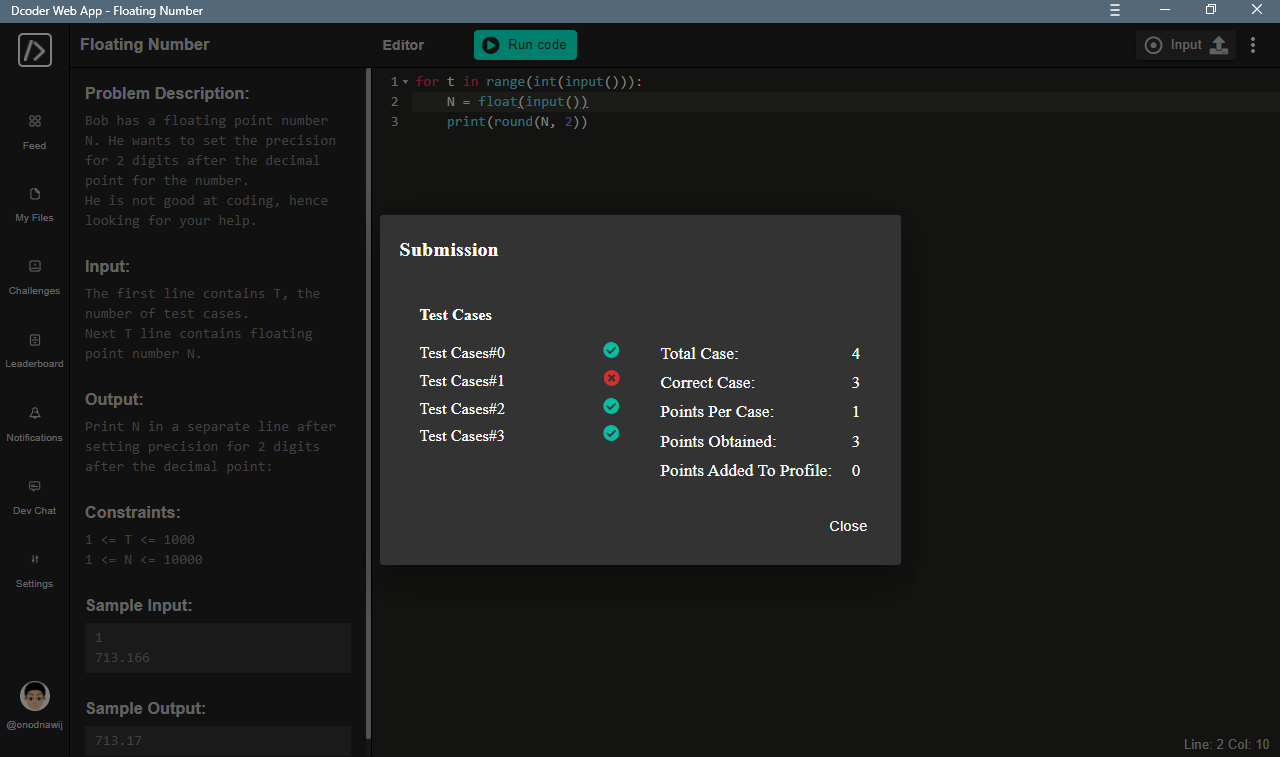 Dcoder Web App - Floating Number
Floating Number
Editor
Run code
Input
Feed
My Files
Challenges
Leaderboard
Notifications
Dev Chat
Settings
@onodnawij
Problem Description:
Bob has a floating point number
N. He wants to set the precision
for 2 digits after the decimal
point for the number.
He is not good at coding, hence
looking for your help.
Input:
The first line contains T, the
number of test cases.
Next T line contains floating
point number N.
Output:
Print N in a separate line after
setting precision for 2 digits
after the decimal point:
Constraints:
1 <= T <= 1000
1 <= N <= 10000
Sample Input:
1
713.166
Sample Output:
713.17
1 for t in range(int(input())):
2 N = float(input())
3 print(round(N, 2))
Submission
Test Cases
Test Cases#0
Test Cases#1
Test Cases#2
Test Cases#3
Total Case: 4
Correct Case: 3
Points Per Case: 1
Points Obtained: 3
Points Added To Profile: 0
Close
Line: 2 Col: 10